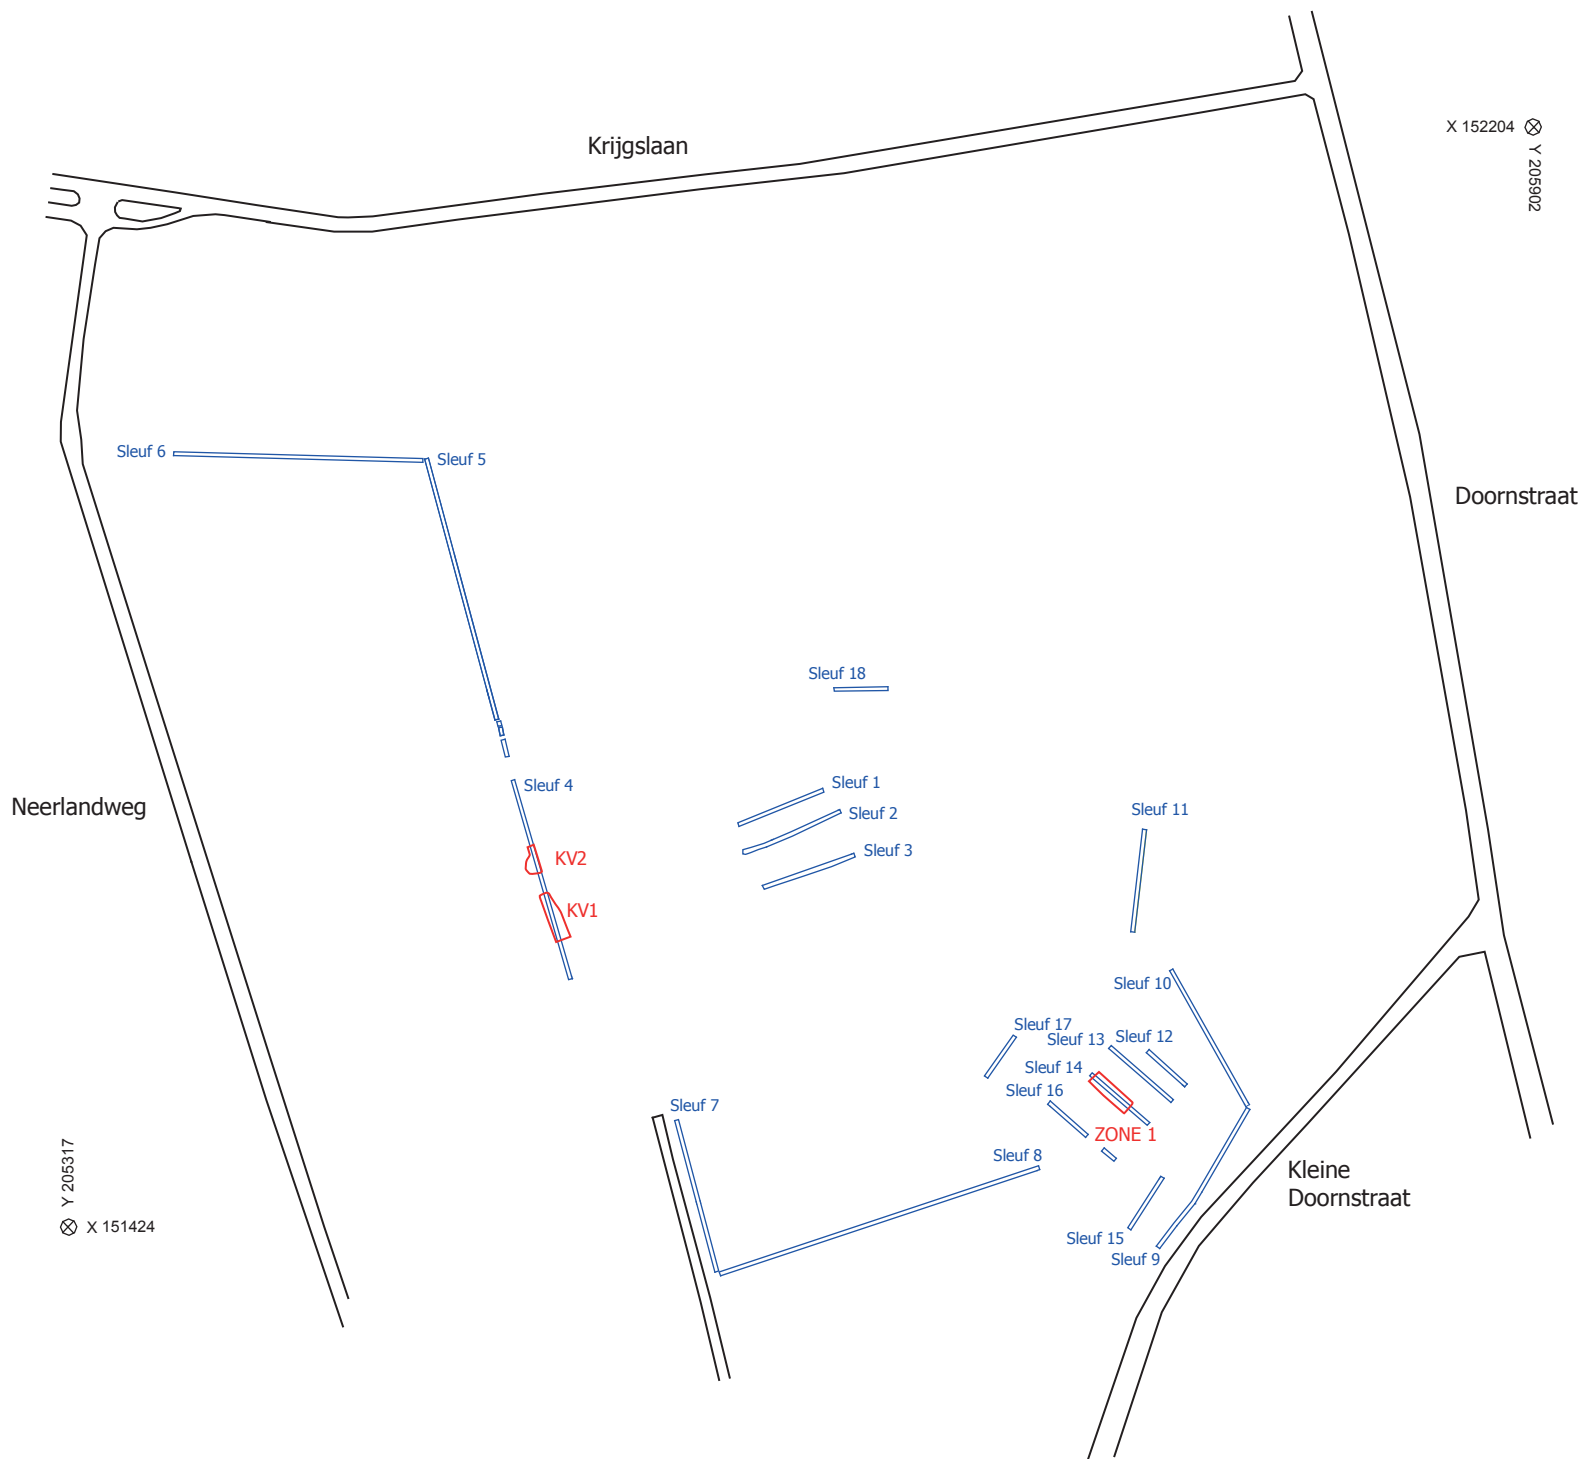 X 152204
Krijgslaan
Y 205902
Sleuf 6
Sleuf 5
Doornstraat
Sleuf 18
Sleuf 1
Sleuf 4
Neerlandweg
Sleuf 11
Sleuf 2
Sleuf 3
KV2
KV1
Sleuf 10
Sleuf 17
Sleuf 12
Sleuf 13
Sleuf 14
Sleuf 16
Sleuf 7
ZONE 1
Sleuf 8
Y 205317
Kleine
Doornstraat
X 151424
Sleuf 15
Sleuf 9